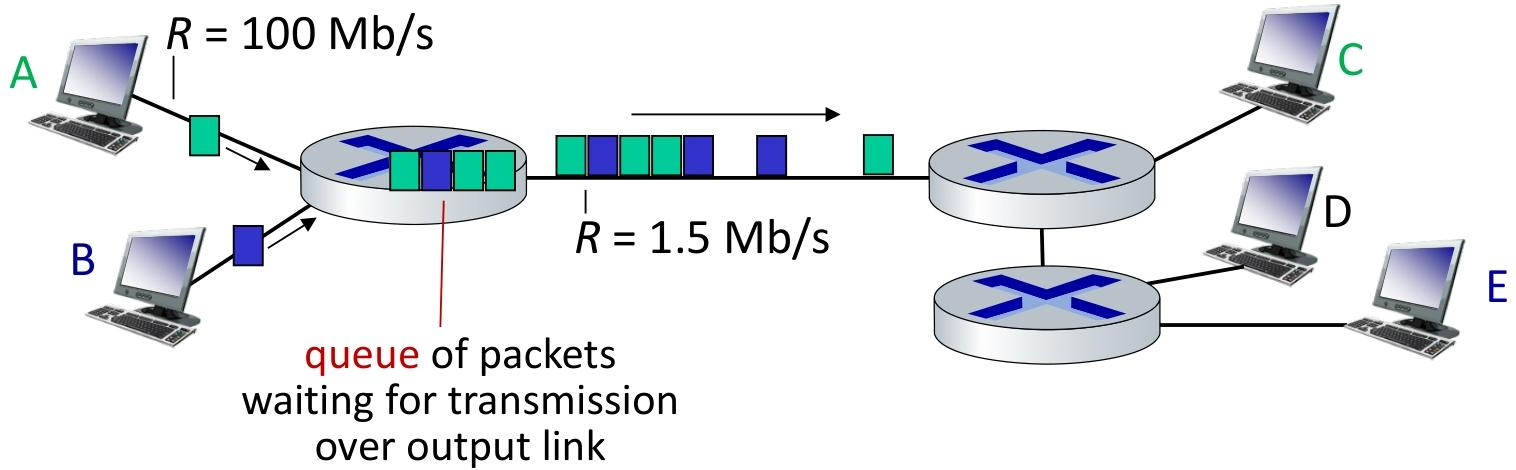 R = 100 Mb/s
A
C
B
R = 1.5 Mb/s
D
E
queue of packets
waiting for transmission
over output link